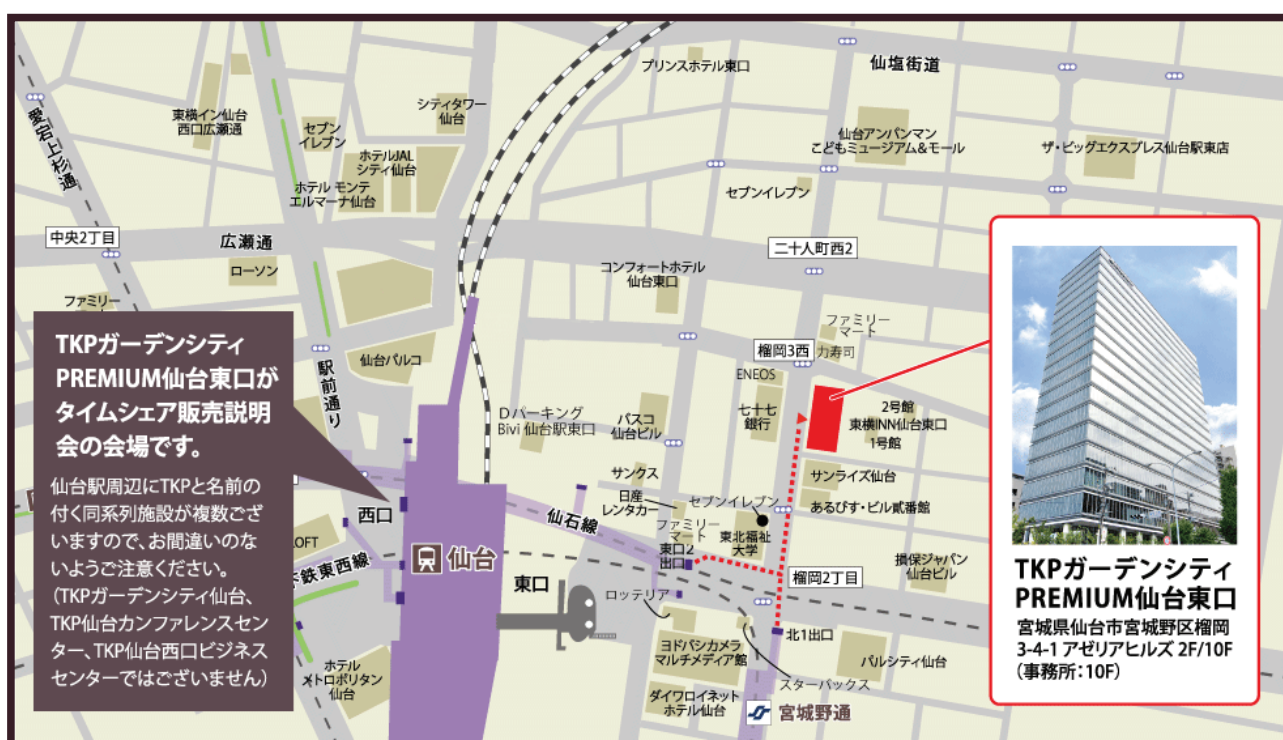 プリンスホテル東口
仙塩街道
愛宕上杉通
東横イン仙台
西口広瀬通
セブン
イレブン
シティタワー
仙台
ホテルJAL
シティ仙台
ホテル モンテ
エルマーナ仙台
仙台アンパンマン
こどもミュージアム&モール
ザ・ビッグエクスプレス仙台駅東店
セブンイレブン
中央2丁目
広瀬通
ローソン
ファミリー
二十人町西2
コンフォートホテル
仙台東口
ファミリー
マート
榴岡3西
力寿司
ENEOS
仙台パルコ
駅前通り
TKPガーデンシティ
PREMIUM仙台東口が
タイムシェア販売説明
会の会場です。
仙台駅周辺にTKPと名前の
付く同系列施設が複数ござ
いますので、お間違いのな
いようご注意ください。
(TKPガーデンシティ仙台、
TKP仙台カンファレンスセン
ター、TKP仙台西口ビジネス
センターではございません)
Dパーキング
Bivi 仙台駅東口
パスコ
仙台ビル
七十七
銀行
2号館
東横INN仙台東口
1号館
サンクス
サンライズ仙台
日産
レンタカー
セブンイレブン
あるぴす・ビル貳番館
西口
仙石線
ファミリー
マート
東北福祉
大学
東口2
出口
LOFT
下鉄東西線
仙台
東口
榴岡2丁目
損保ジャパン
仙台ビル
ロッテリア
北1出口
ヨドバシカメラ
マルチメディア館
パルシティ仙台
スターバックス
ホテル
メトロポリタン
仙台
ダイワロイネット
ホテル仙台
宮城野通
TKPガーデンシティ
PREMIUM仙台東口
宮城県仙台市宮城野区榴岡
3-4-1 アゼリアヒルズ 2F/10F
(事務所:10F)